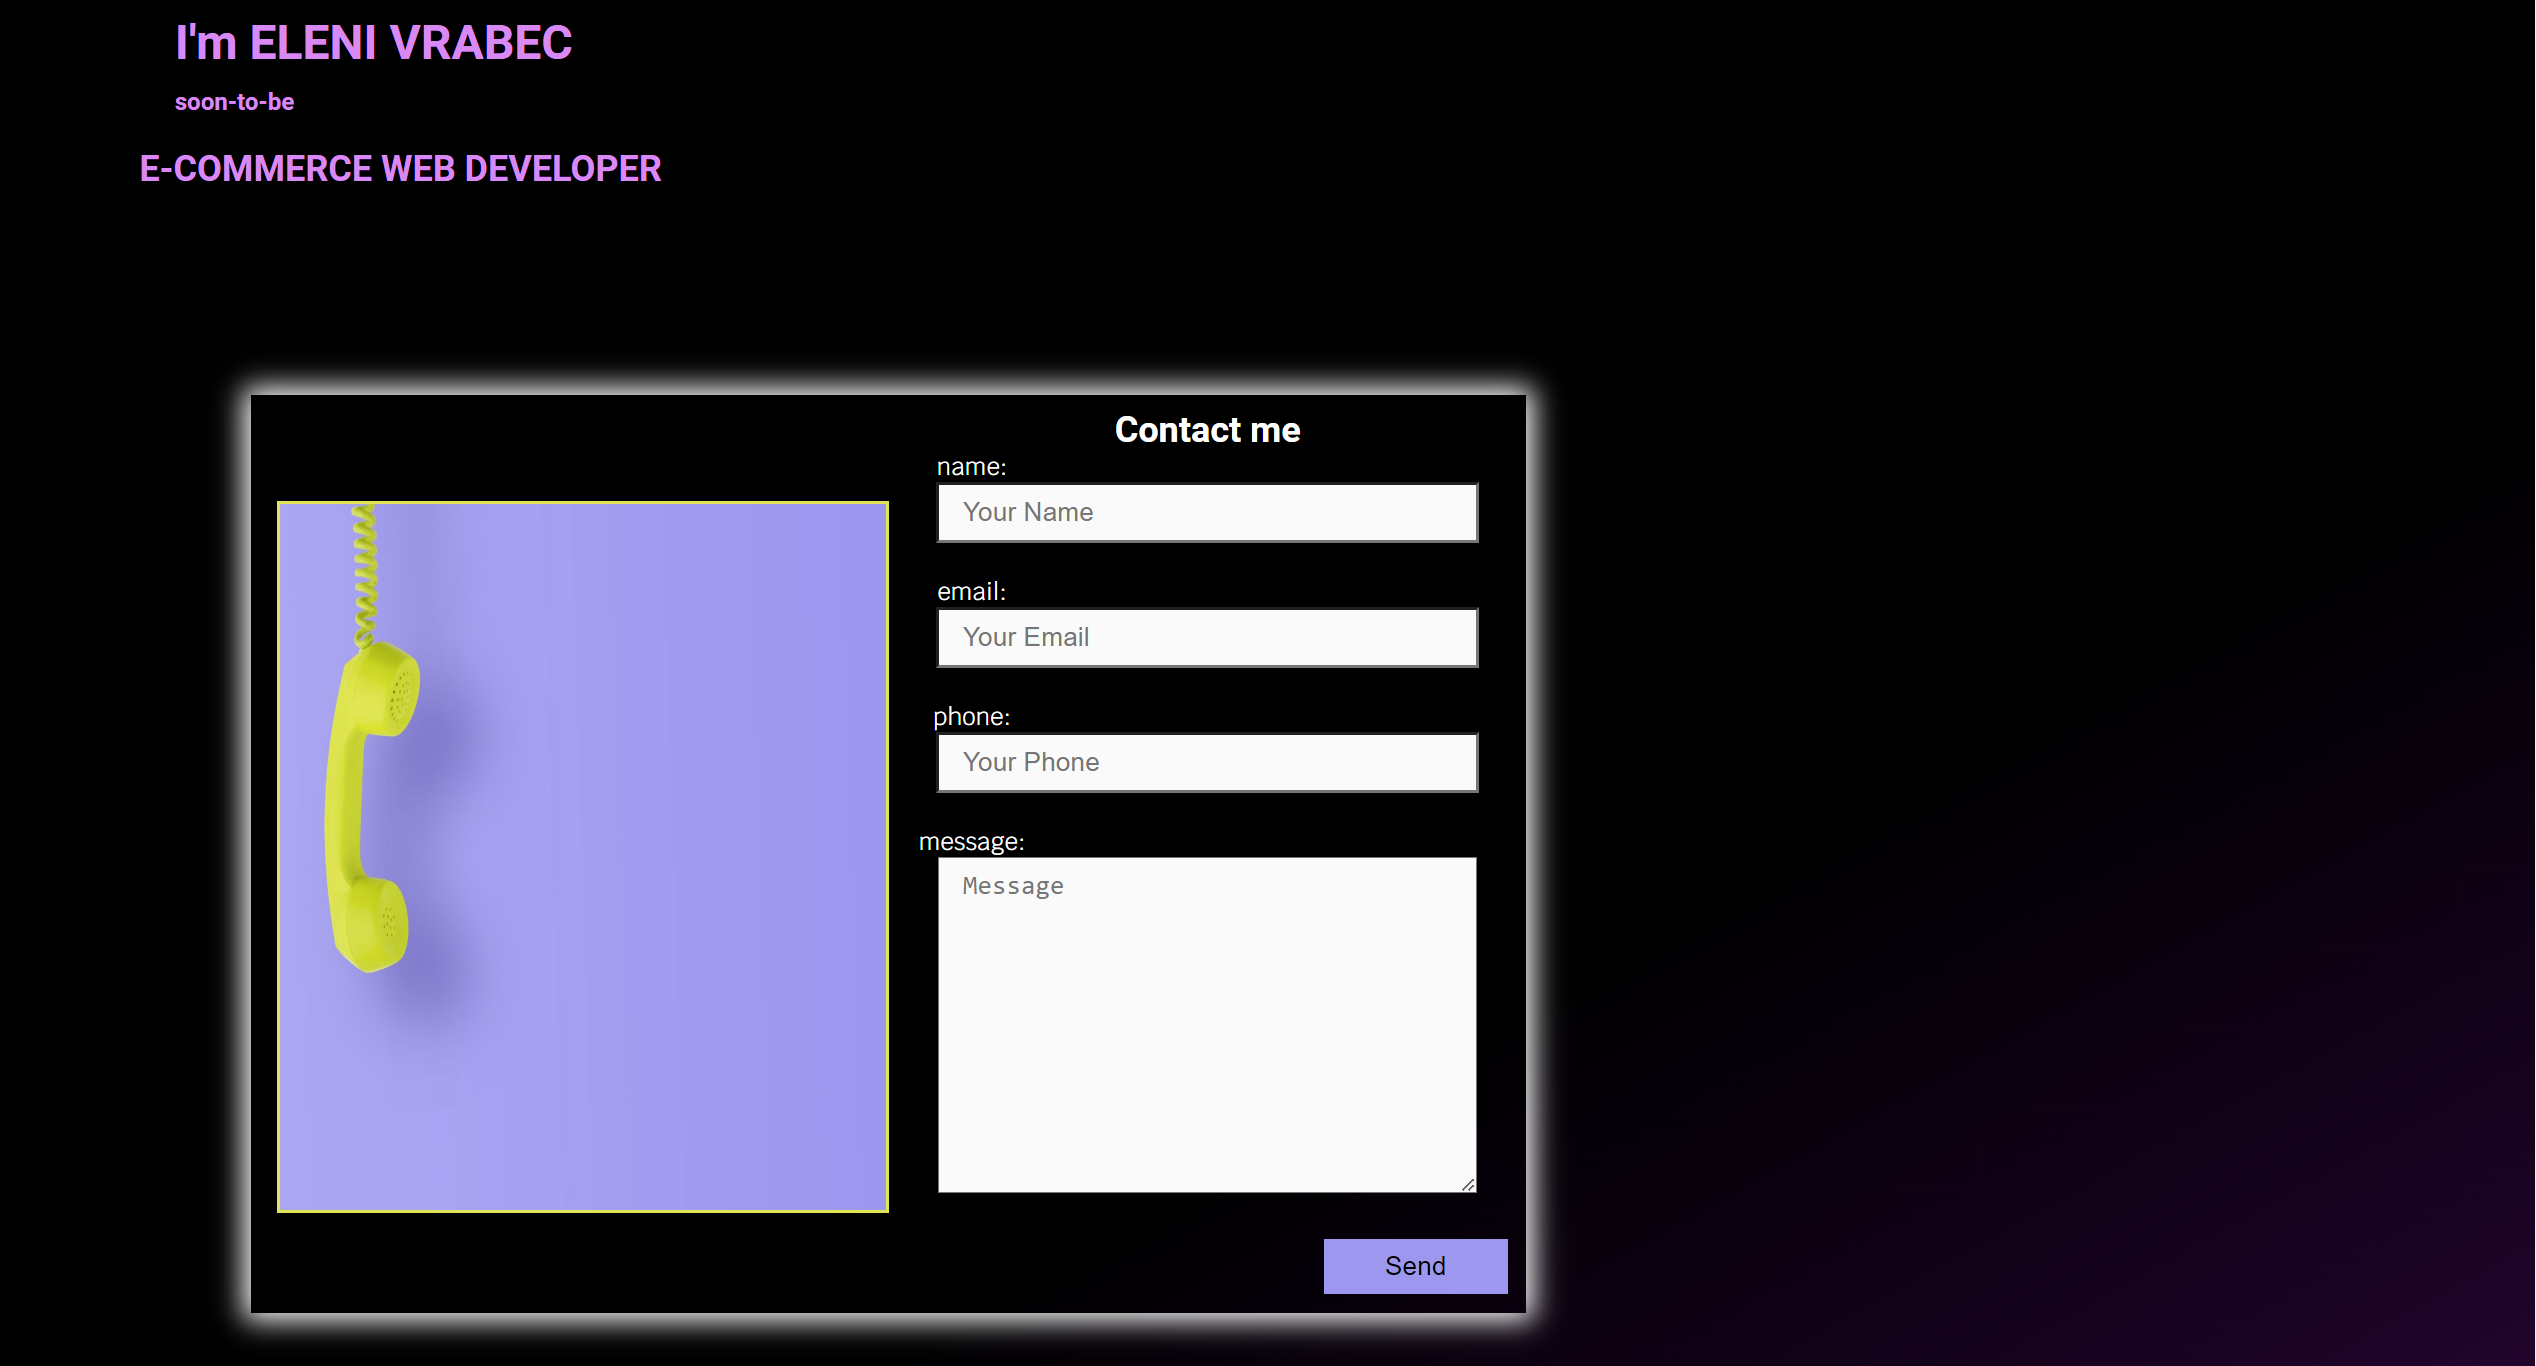 I'm ELENI VRABEC
soon-to-be
E-COMMERCE WEB DEVELOPER
Contact me
name:
Your Name
email:
Your Email
phone:
Your Phone
message:
Message
Send